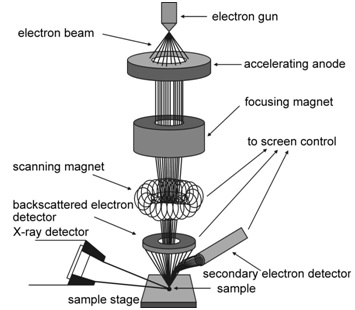 electron gun
electron beam
accelerating anode
focusing magnet
to screen control
scanning magnet
backscattered electron
detector
X-ray detector
secondary electron detector
sample
sample stage